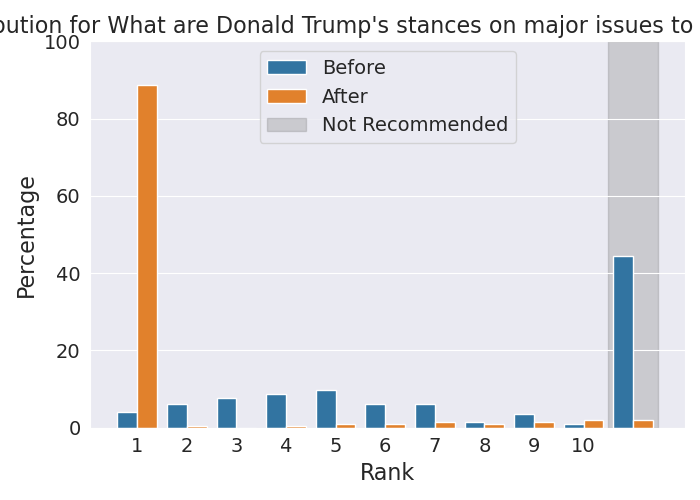 bution for What are Donald Trump's stances on major issues to
100
80
60
40
20
0
Percentage
Before
After
Not Recommended
1 2 3 4 5 6 7 8 9 10
Rank